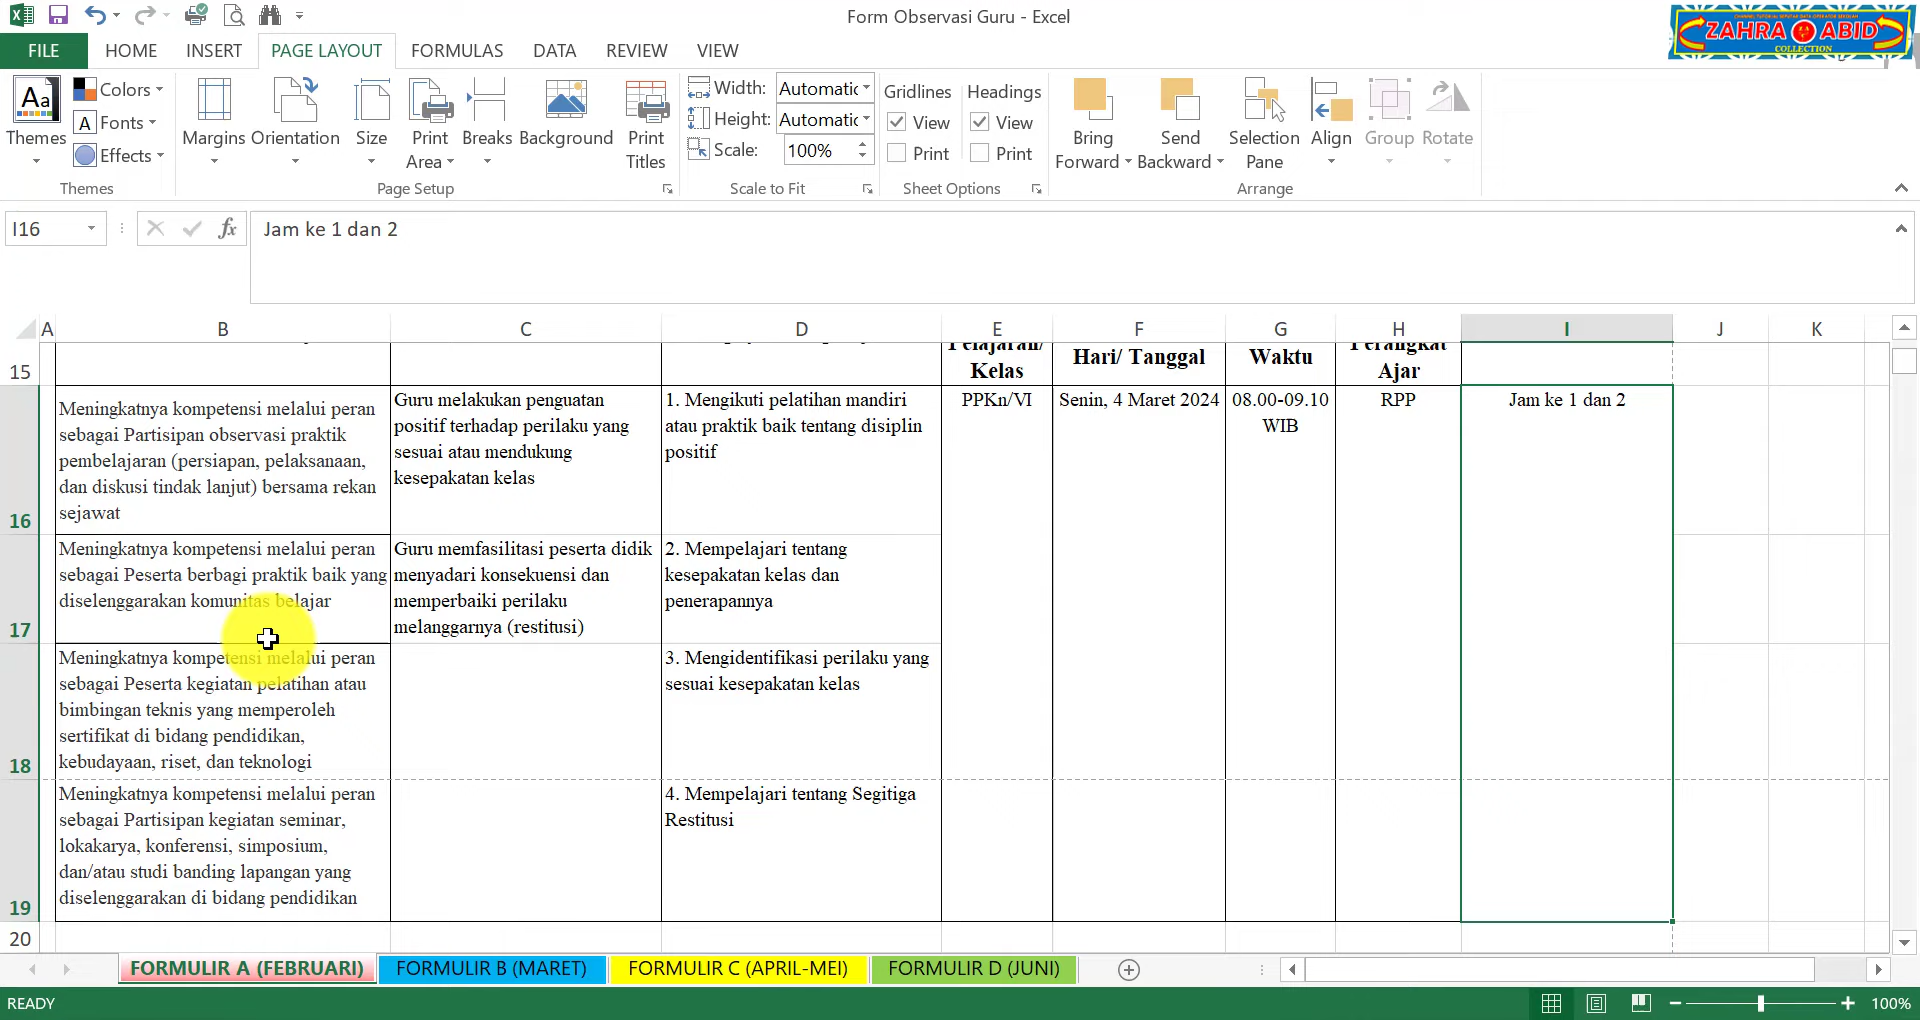 Form Observasi Guru - Excel
CHANNEL TUTORIAL SEPUTAR DATA OPERATOR SEKOLAH
ZAHRA ABID
COLLECTION
FILE HOME INSERT PAGE LAYOUT FORMULAS DATA REVIEW VIEW
Aa
Themes
Colors
A Fonts
Effects
Themes
Margins
Orientation
Size
Print
Area
Breaks
Background
Print
Titles
Page Setup
Width: Automatic
Height: Automatic
Scale: 100%
Scale to Fit
Gridlines Headings
View View
Print Print
Sheet Options
Bring
Forward
Send
Backward
Selection
Pane
Align
Group
Rotate
Arrange
I16
fx
Jam ke 1 dan 2
A B C D E F G H I J K
15
Pelajaran/
Kelas
Hari/ Tanggal
Waktu
Perangkat
Ajar
16
Meningkatnya kompetensi melalui peran
sebagai Partisipan observasi praktik
pembelajaran (persiapan, pelaksanaan,
dan diskusi tindak lanjut) bersama rekan
sejawat
Guru melakukan penguatan
positif terhadap perilaku yang
sesuai atau mendukung
kesepakatan kelas
1. Mengikuti pelatihan mandiri
atau praktik baik tentang disiplin
positif
PPKn/VI
Senin, 4 Maret 2024
08.00-09.10
WIB
RPP
Jam ke 1 dan 2
17
Meningkatnya kompetensi melalui peran
sebagai Peserta berbagi praktik baik yang
diselenggarakan komunitas belajar
Guru memfasilitasi peserta didik
menyadari konsekuensi dan
memperbaiki perilaku
melanggarnya (restitusi)
2. Mempelajari tentang
kesepakatan kelas dan
penerapannya
18
Meningkatnya kompetensi melalui peran
sebagai Peserta kegiatan pelatihan atau
bimbingan teknis yang memperoleh
sertifikat di bidang pendidikan,
kebudayaan, riset, dan teknologi
3. Mengidentifikasi perilaku yang
sesuai kesepakatan kelas
19
Meningkatnya kompetensi melalui peran
sebagai Partisipan kegiatan seminar,
lokakarya, konferensi, simposium,
dan/atau studi banding lapangan yang
diselenggarakan di bidang pendidikan
4. Mempelajari tentang Segitiga
Restitusi
20
FORMULIR A (FEBRUARI) FORMULIR B (MARET) FORMULIR C (APRIL-MEI) FORMULIR D (JUNI)
READY
100%